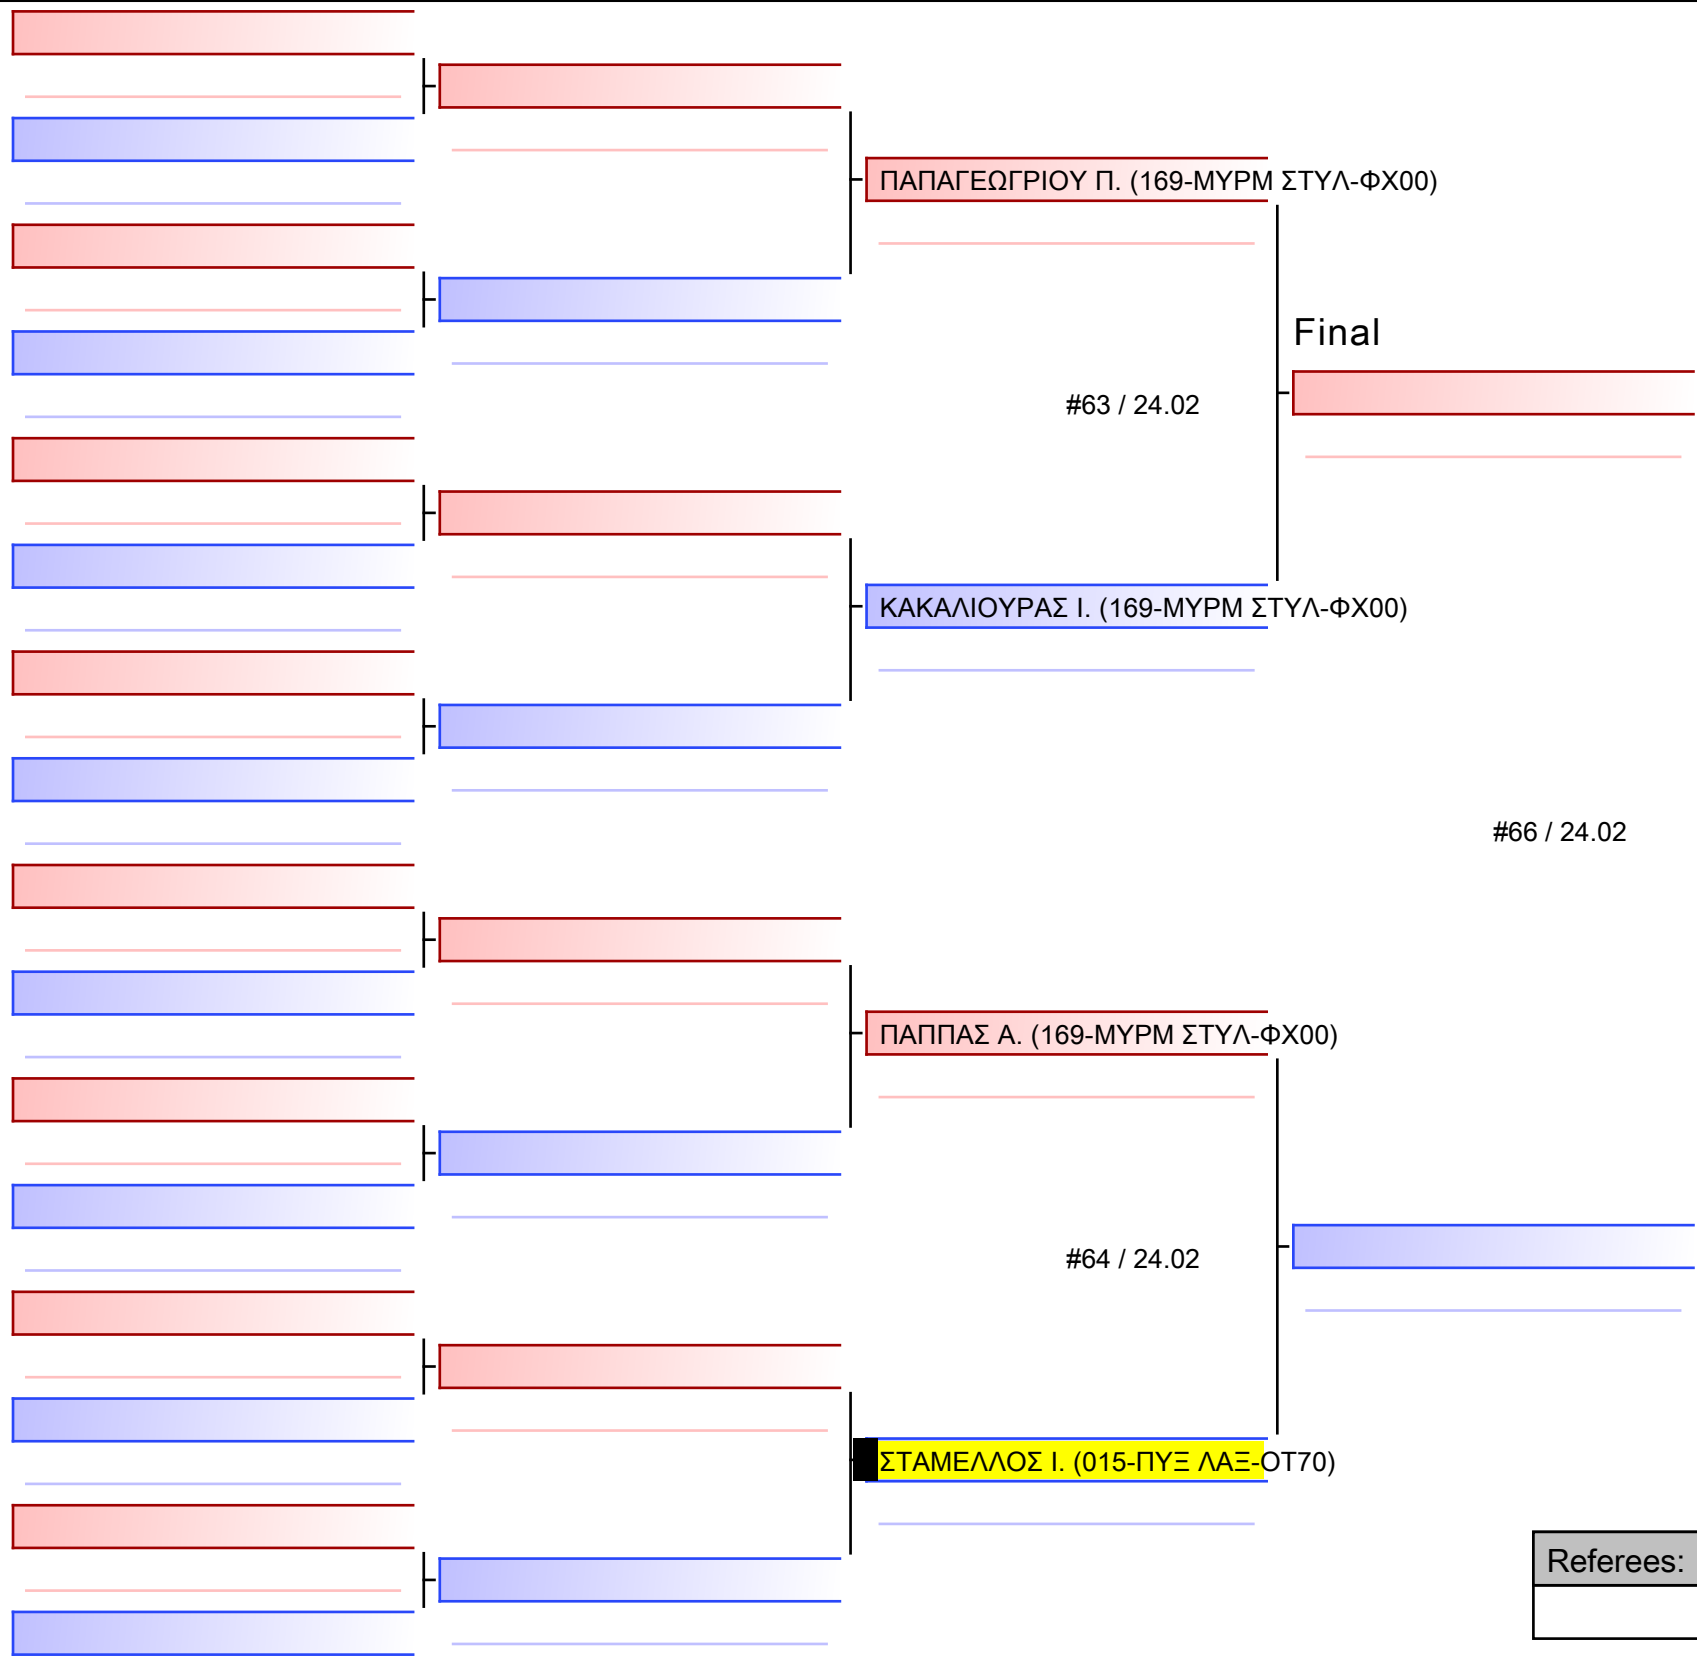 ΠΑΠΑΓΕΩΓΡΙΟΥ Π. (169-ΜΥΡΜ ΣΤΥΛ-ΦΧ00)
Final
#63 / 24.02
ΚΑΚΑΛΙΟΥΡΑΣ Ι. (169-ΜΥΡΜ ΣΤΥΛ-ΦΧ00)
#66 / 24.02
ΠΑΠΠΑΣ Α. (169-ΜΥΡΜ ΣΤΥΛ-ΦΧ00)
#64 / 24.02
ΣΤΑΜΕΛΛΟΣ Ι. (015-ΠΥΞ ΛΑΞ-ΟΤ70)
Referees: